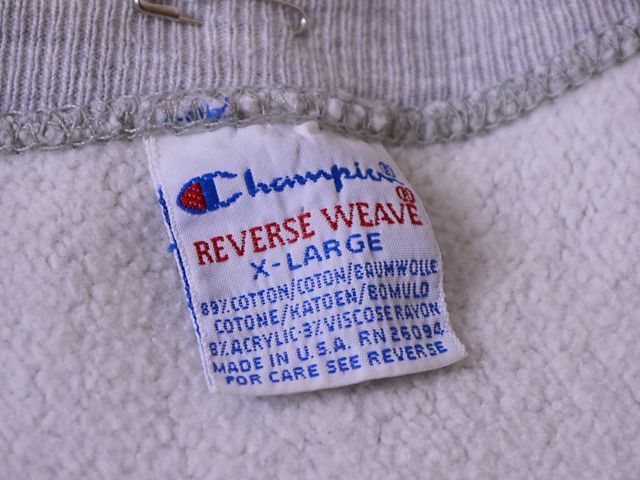 Champion®
REVERSE WEAVE®
X-LARGE
89% COTTON/COTON/BAUMWOLLE
COTONE/KATOEN/BOMULD
8% ACRYLIC-3% VISCOSE RAYON
MADE IN U.S.A. RN 26094
FOR CARE SEE REVERSE